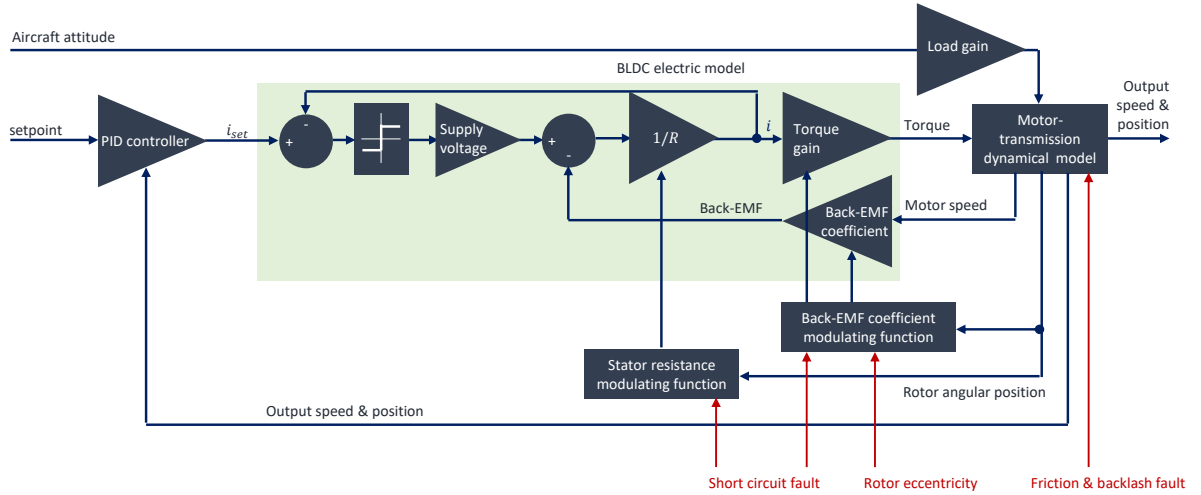 Aircraft attitude
Load gain
BLDC electric model
Output
speed &
position
setpoint
PID controller
i_set
-
+
Supply
voltage
+
-
1/R
i
Torque
gain
Torque
Motor-
transmission
dynamical model
Back-EMF
Back-EMF
coefficient
Motor speed
Back-EMF coefficient
modulating function
Stator resistance
modulating function
Rotor angular position
Output speed & position
Short circuit fault
Rotor eccentricity
Friction & backlash fault